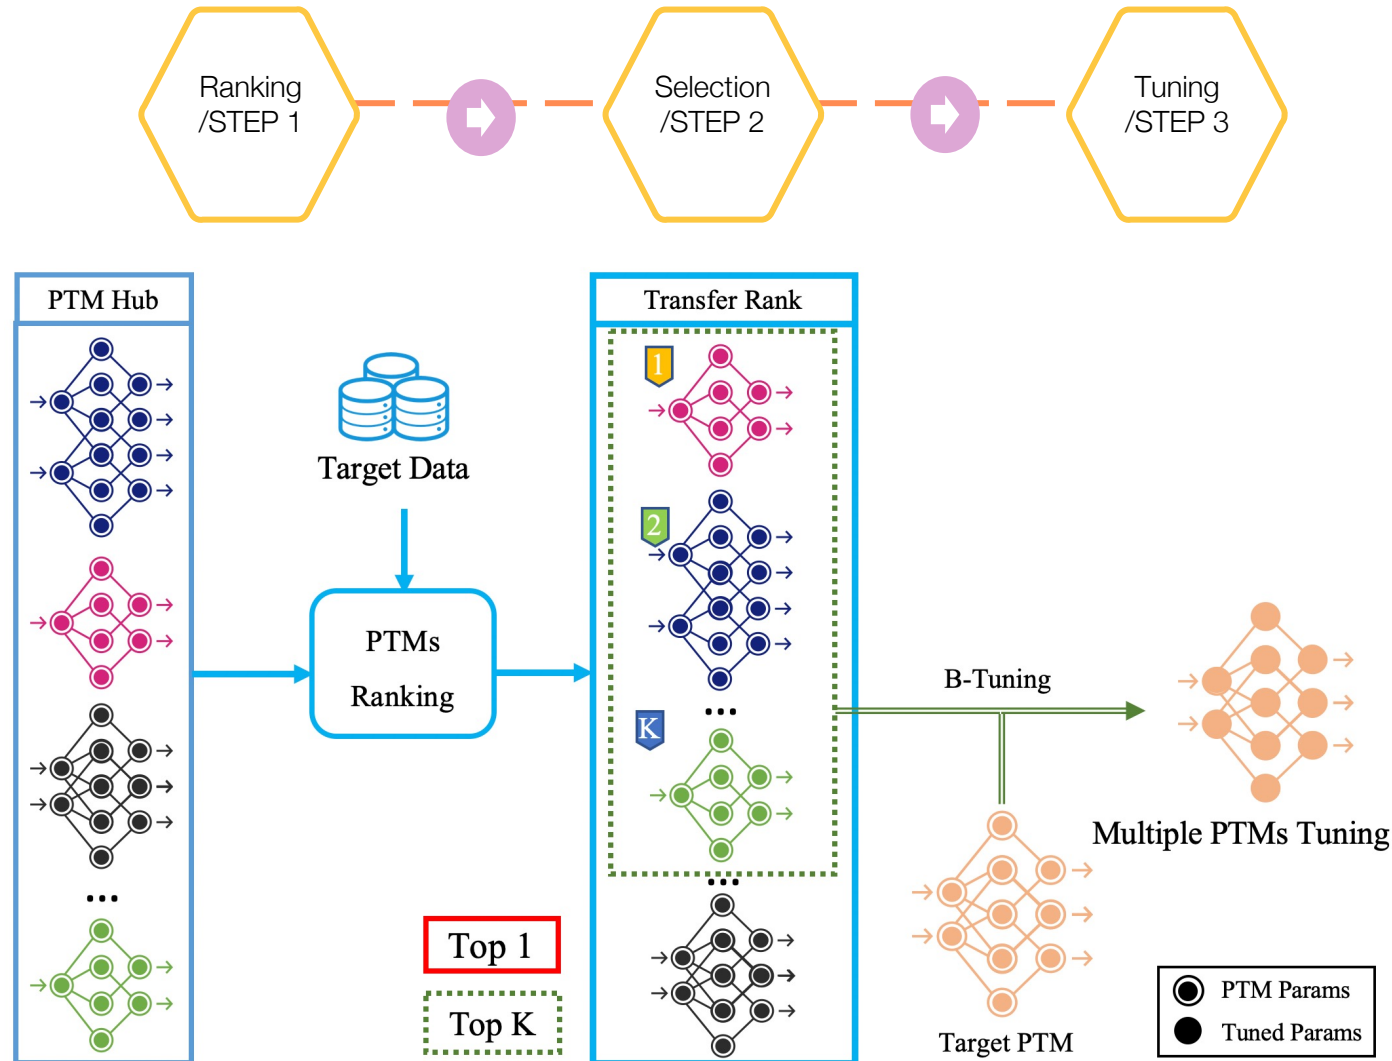 Ranking
/STEP 1
Selection
/STEP 2
Tuning
/STEP 3
PTM Hub
Target Data
PTMs
Ranking
Transfer Rank
1
2
...
K
...
...
B-Tuning
Multiple PTMs Tuning
Target PTM
Top 1
Top K
PTM Params
Tuned Params